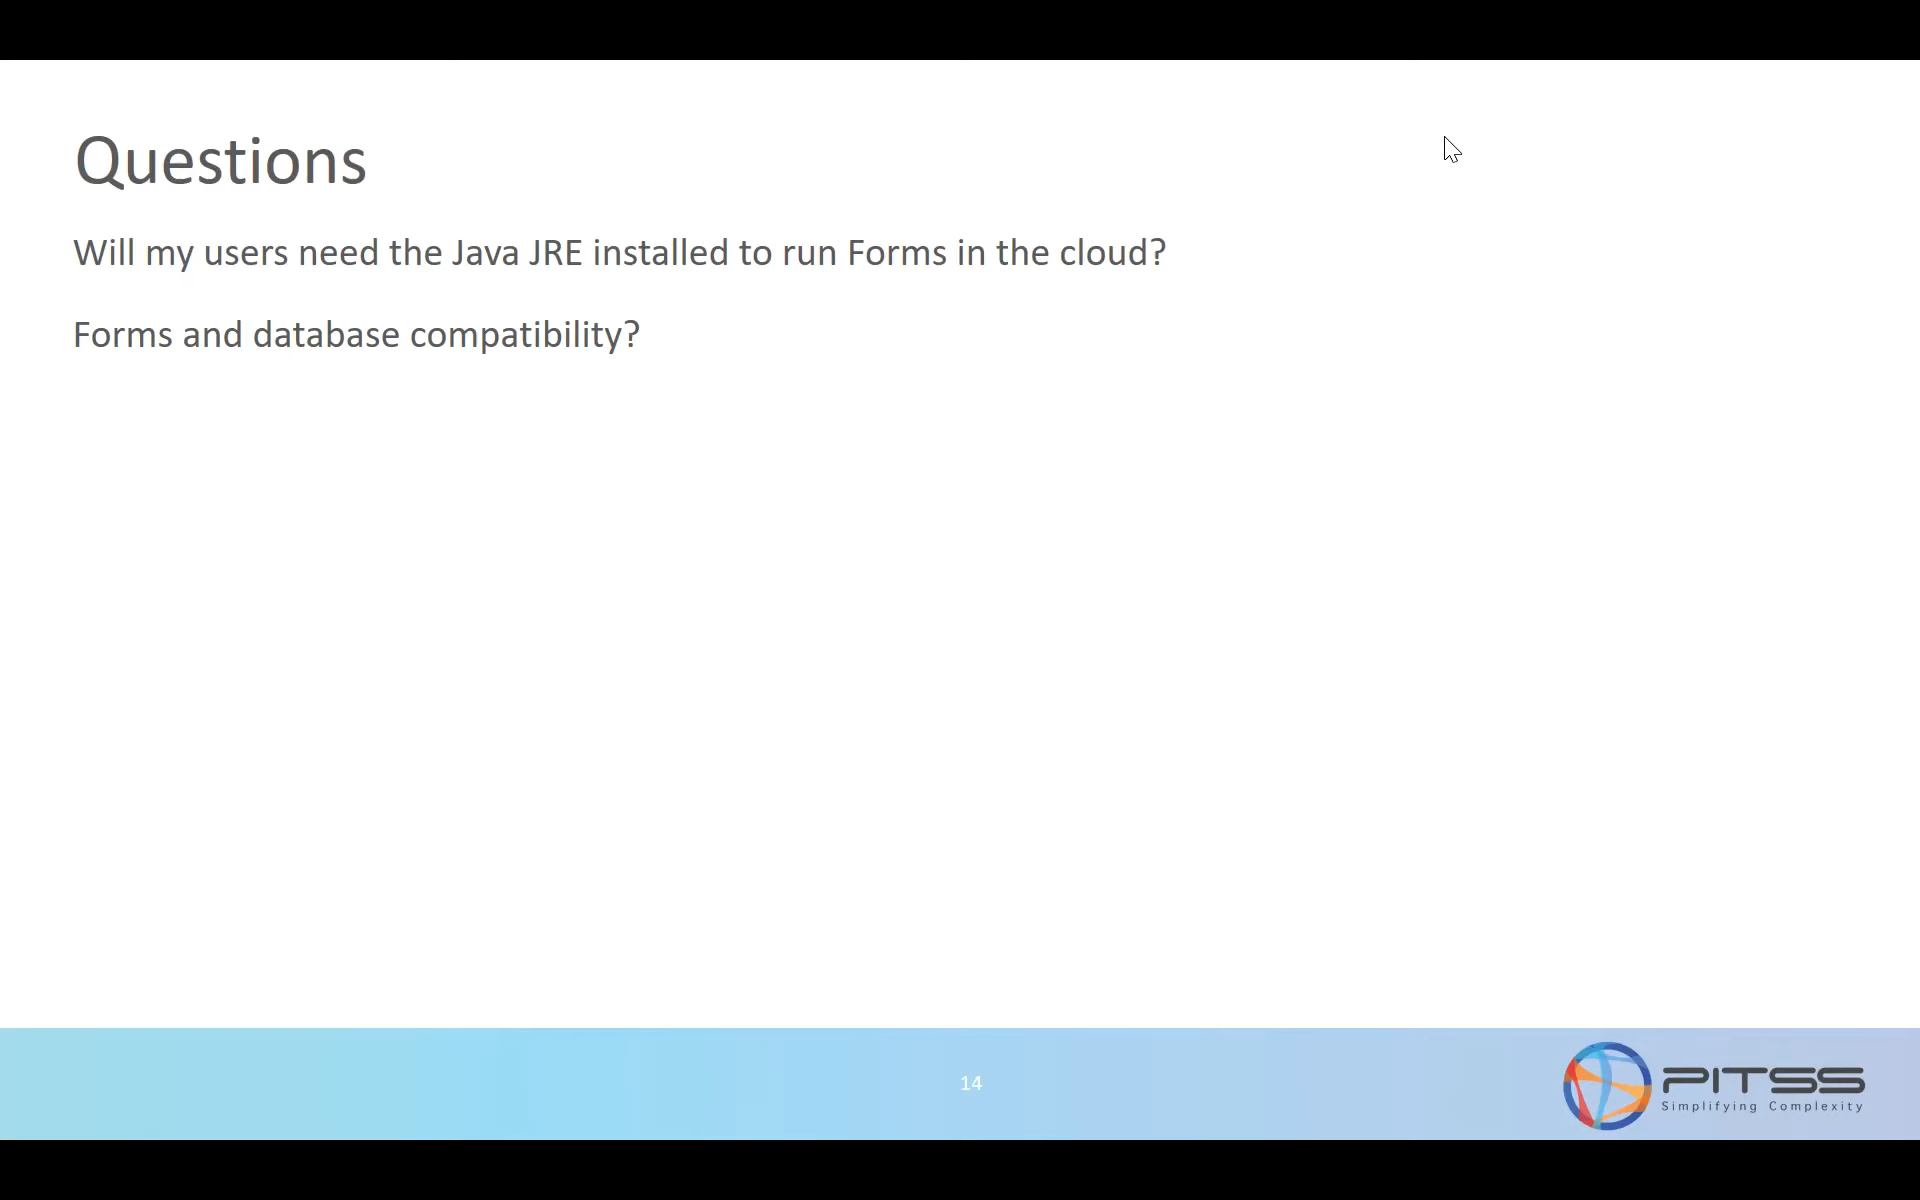 Questions
Will my users need the Java JRE installed to run Forms in the cloud?
Forms and database compatibility?
14
PITSS
Simplifying Complexity